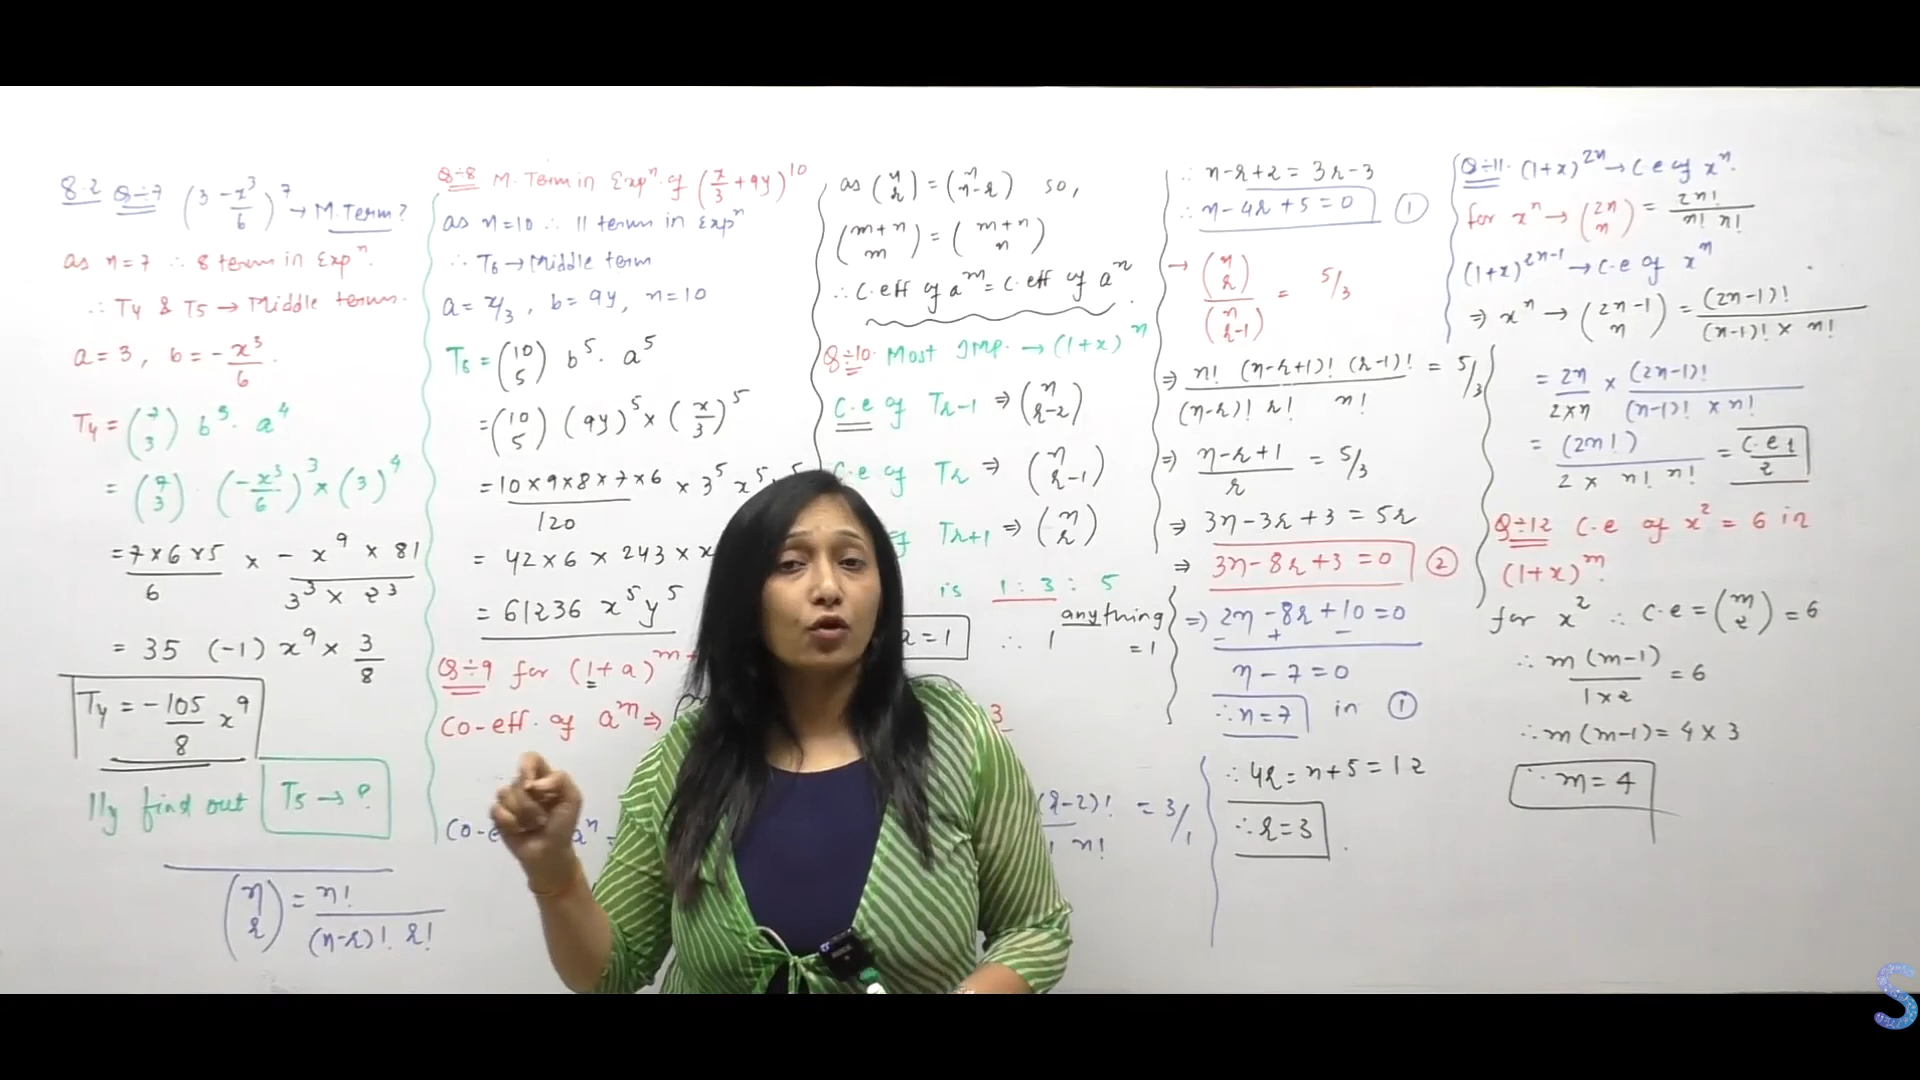 8.2 Q÷7 (3 - x³/6)⁷ → M.Term?
as n=7 ∴ 8 term in Expⁿ.
∴ T4 & T5 → Middle terms.
a = 3, b = - x³/6.
T4 = (7 3) b³. a⁴
= (7 3) . (-x³/6)³ × (3)⁴
= 7×6×5/6 × - x⁹ × 81/3³ × 2³
= 35 (-1) x⁹ × 3/8
T4 = -105/8 x⁹
lly find out T5 → ?
(n r) = n!/(n-r)! r!
Q÷8 M.Term in Expⁿ. of (x/3 + 9y)¹⁰
as n=10 ∴ 11 term in Expⁿ
∴ T6 → Middle term
a = x/3, b = 9y, n=10
T6 = (10 5) b⁵. a⁵
= (10 5) (9y)⁵ × (x/3)⁵
= 10×9×8×7×6/120 × 3⁵ x⁵
= 42×6 × 243 × x
= 61236 x⁵y⁵
Q÷9 for (1+a)ᵐ⁺
Co-eff. of aᵐ ⇒
Co-e aⁿ =
as (n r) = (n n-r) so,
(m+n m) = (m+n n)
∴ C.eff of aᵐ = C.eff of aⁿ.
Q÷10. Most IMP. → (1+x)ⁿ
C.e of Tr-1 ⇒ (n r-2)
C.e of Tr ⇒ (n r-1)
of Tr+1 ⇒ (n r)
is 1 : 3 : 5
a=1 ∴ 1 anything = 1
3
(r-2)!/n! = 3/1
∴ n-r+2 = 3r-3
∴ n-4r+5=0 1
→ (n r)/(n r-1) = 5/3
⇒ n! (n-r+1)! (r-1)!/(n-r)! r! n! = 5/3
⇒ n-r+1/r = 5/3
⇒ 3n-3r+3 = 5r
⇒ 3n-8r+3=0 2
⇒ 2n-8r+10=0
- + -
n-7=0
∴ n=7 in 1
∴ 4r = n+5 = 12
∴ r=3.
Q÷11. (1+x)²ⁿ → C.e of xⁿ.
for xⁿ → (2n n) = 2n!/n! n!
(1+x)²ⁿ⁻¹ → C.e of xⁿ
⇒ xⁿ → (2n-1 n) = (2n-1)!/(n-1)! × n!
= 2n/2×n × (2n-1)!/(n-1)! × n!
= (2n!)/2 × n! n! = C.e1/2
Q÷12 C.e of x² = 6 in
(1+x)ᵐ.
for x² ∴ C.e = (m 2) = 6
∴ m(m-1)/1×2 = 6
∴ m(m-1) = 4×3
∴ m = 4
S